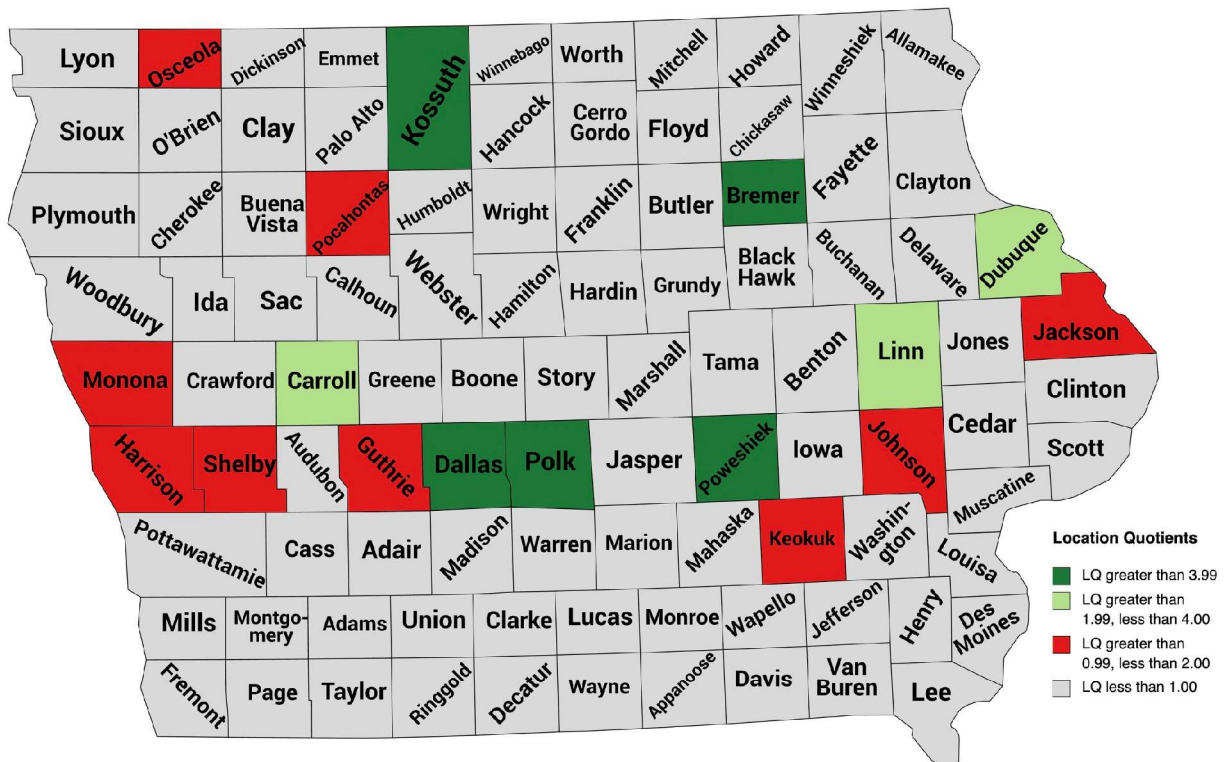 Lyon
Osceola
Dickinson
Emmet
Kossuth
Winnebago
Worth
Mitchell
Howard
Winneshiek
Allamakee
Sioux
O'Brien
Clay
Palo Alto
Hancock
Cerro
Gordo
Floyd
Chickasaw
Fayette
Clayton
Plymouth
Cherokee
Buena
Vista
Pocahontas
Humboldt
Wright
Franklin
Butler
Bremer
Woodbury
Ida
Sac
Calhoun
Webster
Hamilton
Hardin
Grundy
Black
Hawk
Buchanan
Delaware
Dubuque
Monona
Crawford
Carroll
Greene
Boone
Story
Marshall
Tama
Benton
Linn
Jones
Jackson
Clinton
Harrison
Shelby
Audubon
Guthrie
Dallas
Polk
Jasper
Poweshiek
Iowa
Johnson
Cedar
Scott
Muscatine
Pottawattamie
Cass
Adair
Madison
Warren
Marion
Mahaska
Keokuk
Washin-
gton
Louisa
Mills
Montgo-
mery
Adams
Union
Clarke
Lucas
Monroe
Wapello
Jefferson
Henry
Des
Moines
Fremont
Page
Taylor
Ringgold
Decatur
Wayne
Appanoose
Davis
Van
Buren
Lee
Location Quotients
LQ greater than 3.99
LQ greater than
1.99, less than 4.00
LQ greater than
0.99, less than 2.00
LQ less than 1.00